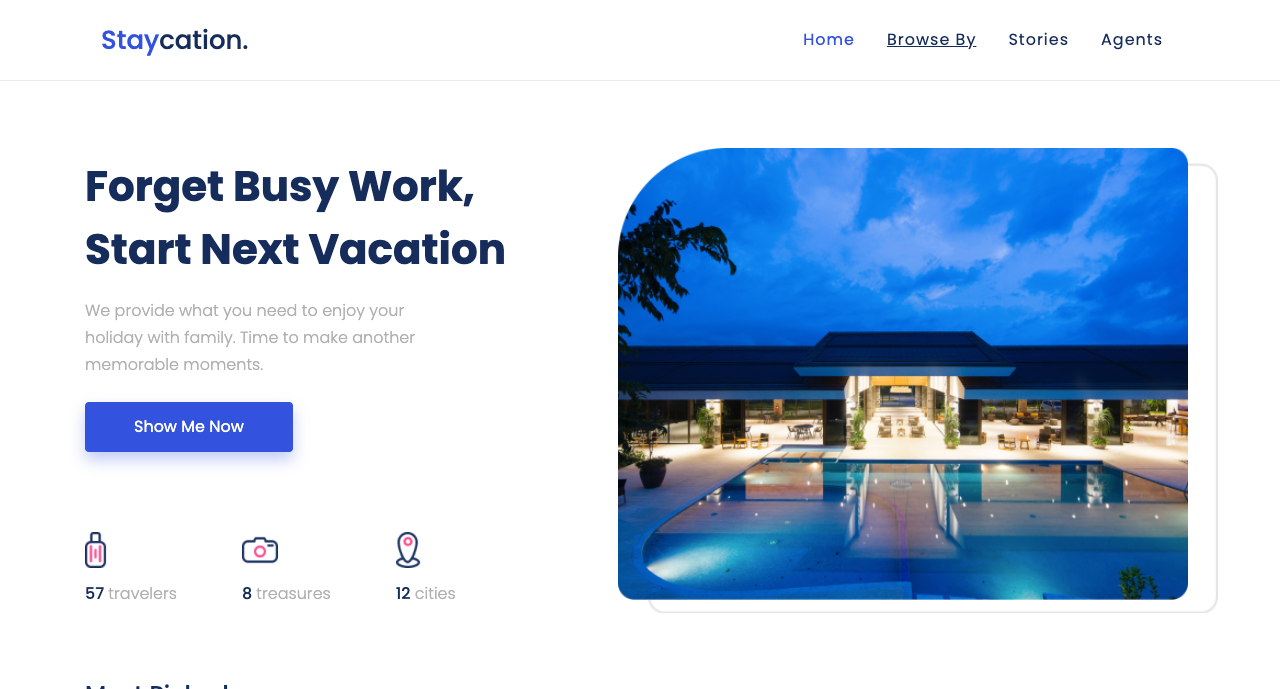 Staycation.
Home Browse By Stories Agents
Forget Busy Work,
Start Next Vacation
We provide what you need to enjoy your
holiday with family. Time to make another
memorable moments.
Show Me Now
57 travelers 8 treasures 12 cities